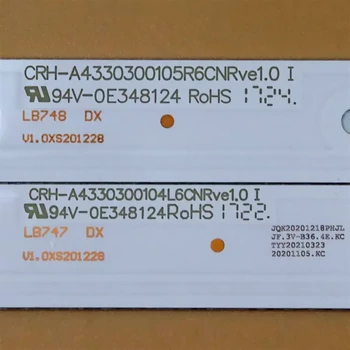 CRH-A4330300105R6CNRve1.0 I
94V-0E348124 RoHS 1724.
LB748 DX
V1.0XS201228
CRH-A4330300104L6CNRve1.0 I
94V-0E348124RoHS 1722.
LB747 DX
V1.0XS201228
JQK20201218PHJL
JF.3V-B36.4E.KC
TYY20210323
20201105.NC